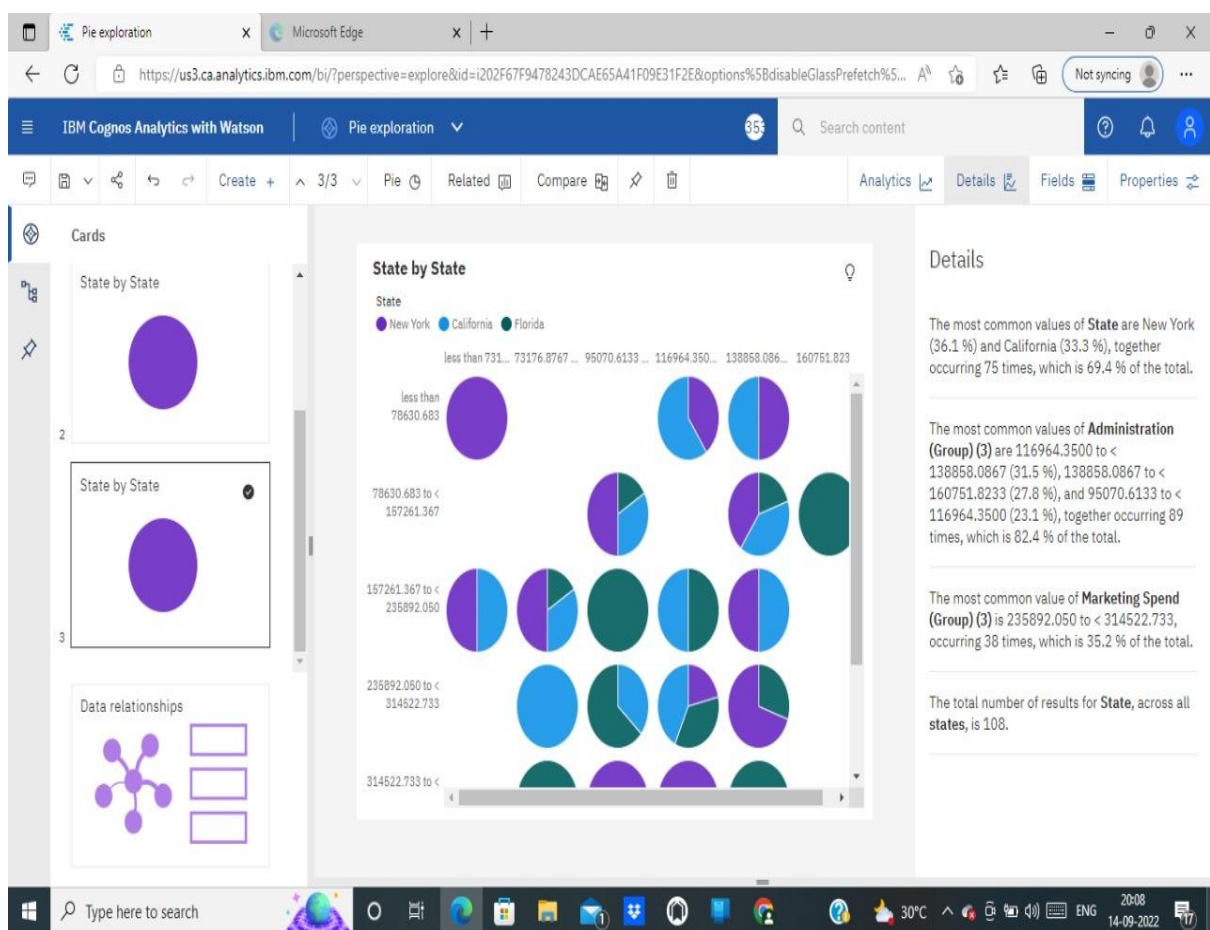 Pie exploration
Microsoft Edge
https://us3.ca.analytics.ibm.com/bi/?perspective=explore&id=i202F67F9478243DCAE65A41F09E31F2E&options%5BdisableGlassPrefetch%5...
Not syncing
IBM Cognos Analytics with Watson
Pie exploration
353
Search content
Create +
3/3
Pie
Related
Compare
Analytics
Details
Fields
Properties
Cards
State by State
2
State by State
3
Data relationships
State by State
State
New York California Florida
less than 731... 73176.8767 ... 95070.6133 ... 116964.350... 138858.086... 160751.823
less than
78630.683
78630.683 to <
157261.367
157261.367 to <
235892.050
235892.050 to <
314522.733
314522.733 to <
Details
The most common values of State are New York
(36.1 %) and California (33.3 %), together
occurring 75 times, which is 69.4 % of the total.
The most common values of Administration
(Group) (3) are 116964.3500 to <
138858.0867 (31.5 %), 138858.0867 to <
160751.8233 (27.8 %), and 95070.6133 to <
116964.3500 (23.1 %), together occurring 89
times, which is 82.4 % of the total.
The most common value of Marketing Spend
(Group) (3) is 235892.050 to < 314522.733,
occurring 38 times, which is 35.2 % of the total.
The total number of results for State, across all
states, is 108.
Type here to search
1
30°C
ENG
20:08
14-09-2022
17